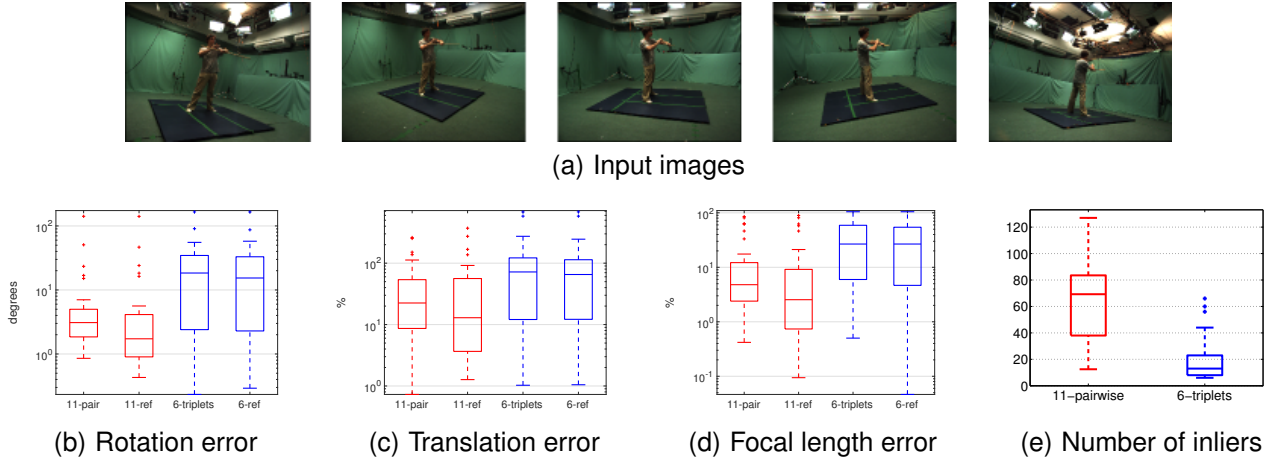 (a) Input images
degrees
10²
10¹
10⁰
11-pair 11-ref 6-triplets 6-ref
(b) Rotation error
%
10²
10¹
10⁰
11-pair 11-ref 6-triplets 6-ref
(c) Translation error
%
10²
10¹
10⁰
10⁻¹
11-pair 11-ref 6-triplets 6-ref
(d) Focal length error
120
100
80
60
40
20
0
11−pairwise 6−triplets
(e) Number of inliers